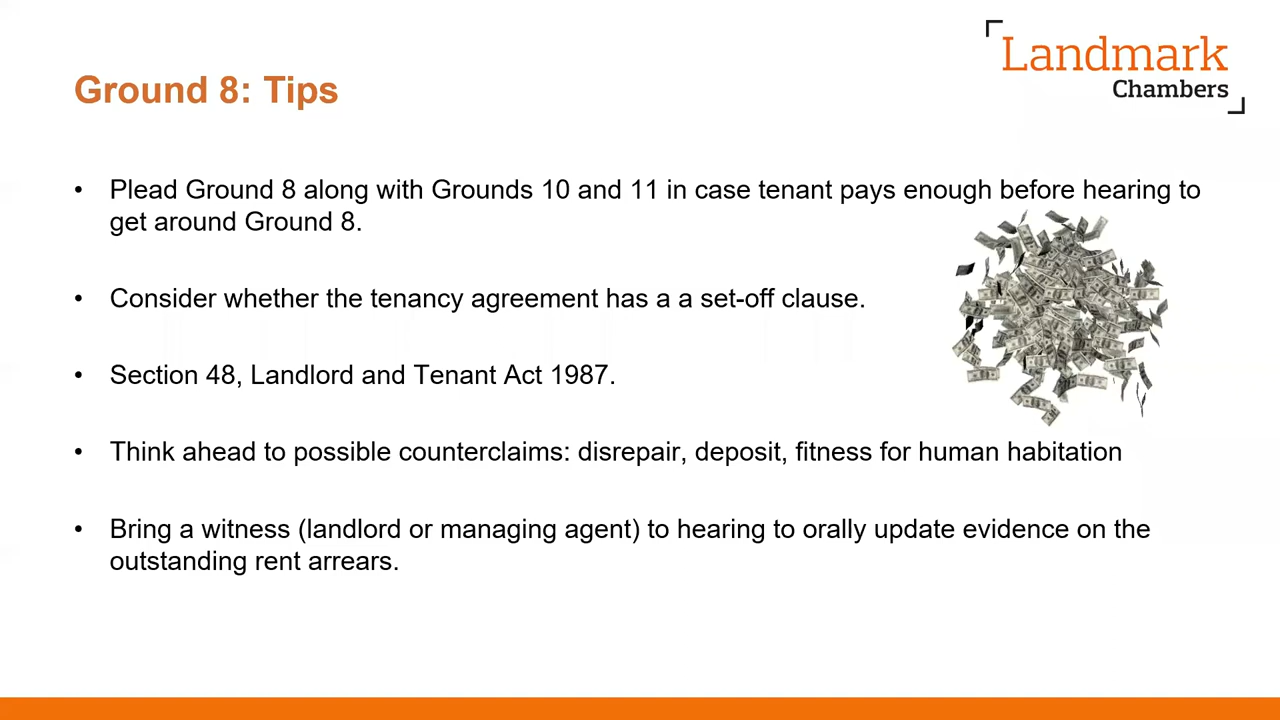 Landmark
Chambers
Ground 8: Tips
• Plead Ground 8 along with Grounds 10 and 11 in case tenant pays enough before hearing to
get around Ground 8.
• Consider whether the tenancy agreement has a a set-off clause.
• Section 48, Landlord and Tenant Act 1987.
• Think ahead to possible counterclaims: disrepair, deposit, fitness for human habitation
• Bring a witness (landlord or managing agent) to hearing to orally update evidence on the
outstanding rent arrears.